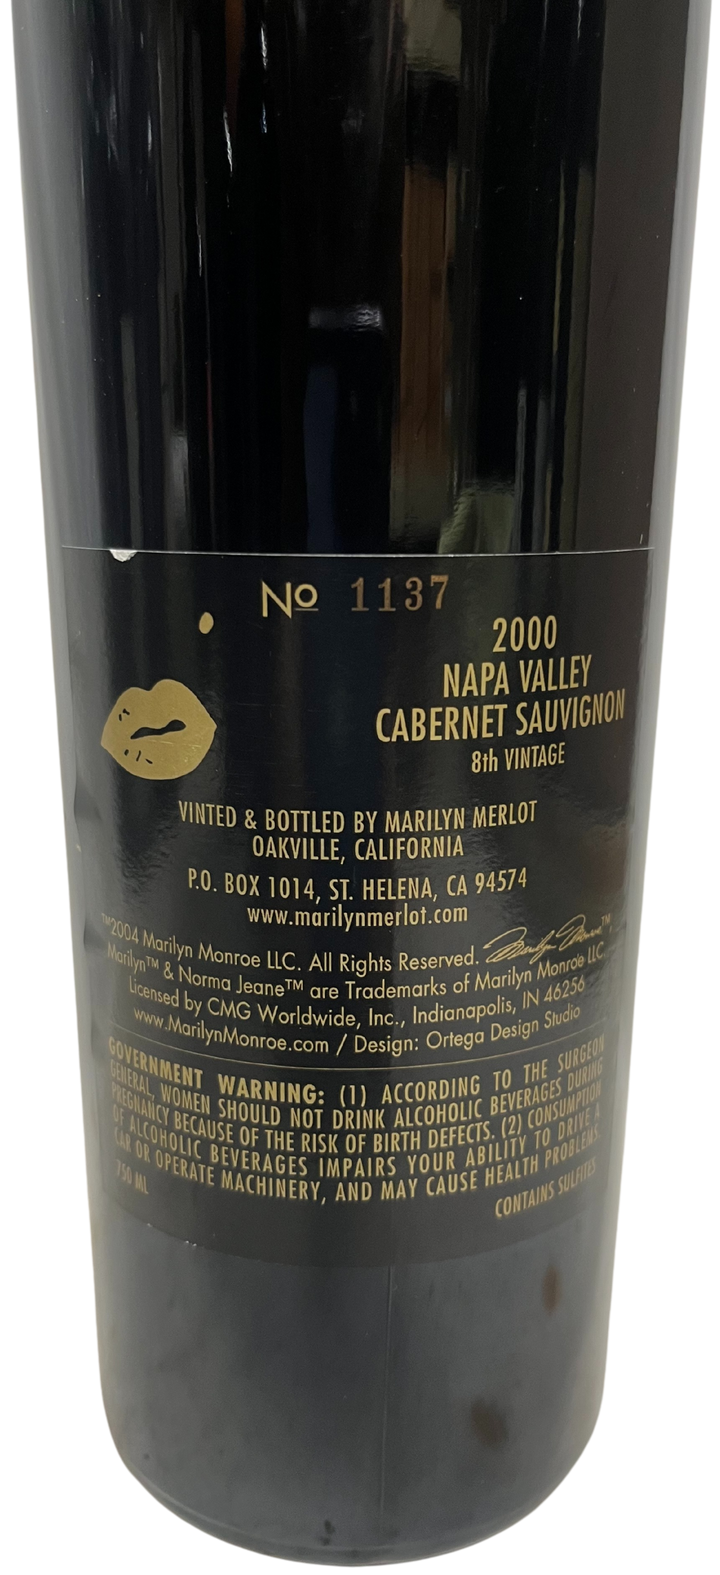 No 1137
2000
NAPA VALLEY
CABERNET SAUVIGNON
8th VINTAGE
VINTED & BOTTLED BY MARILYN MERLOT
OAKVILLE, CALIFORNIA
P.O. BOX 1014, ST. HELENA, CA 94574
www.marilynmerlot.com
™2004 Marilyn Monroe LLC. All Rights Reserved. Marilyn Monroe™
Marilyn™ & Norma Jeane™ are Trademarks of Marilyn Monroe LLC.
Licensed by CMG Worldwide, Inc., Indianapolis, IN 46256
www.MarilynMonroe.com / Design: Ortega Design Studio
GOVERNMENT WARNING: (1) ACCORDING TO THE SURGEON
GENERAL, WOMEN SHOULD NOT DRINK ALCOHOLIC BEVERAGES DURING
PREGNANCY BECAUSE OF THE RISK OF BIRTH DEFECTS. (2) CONSUMPTION
OF ALCOHOLIC BEVERAGES IMPAIRS YOUR ABILITY TO DRIVE A
CAR OR OPERATE MACHINERY, AND MAY CAUSE HEALTH PROBLEMS.
750 ML
CONTAINS SULFITES